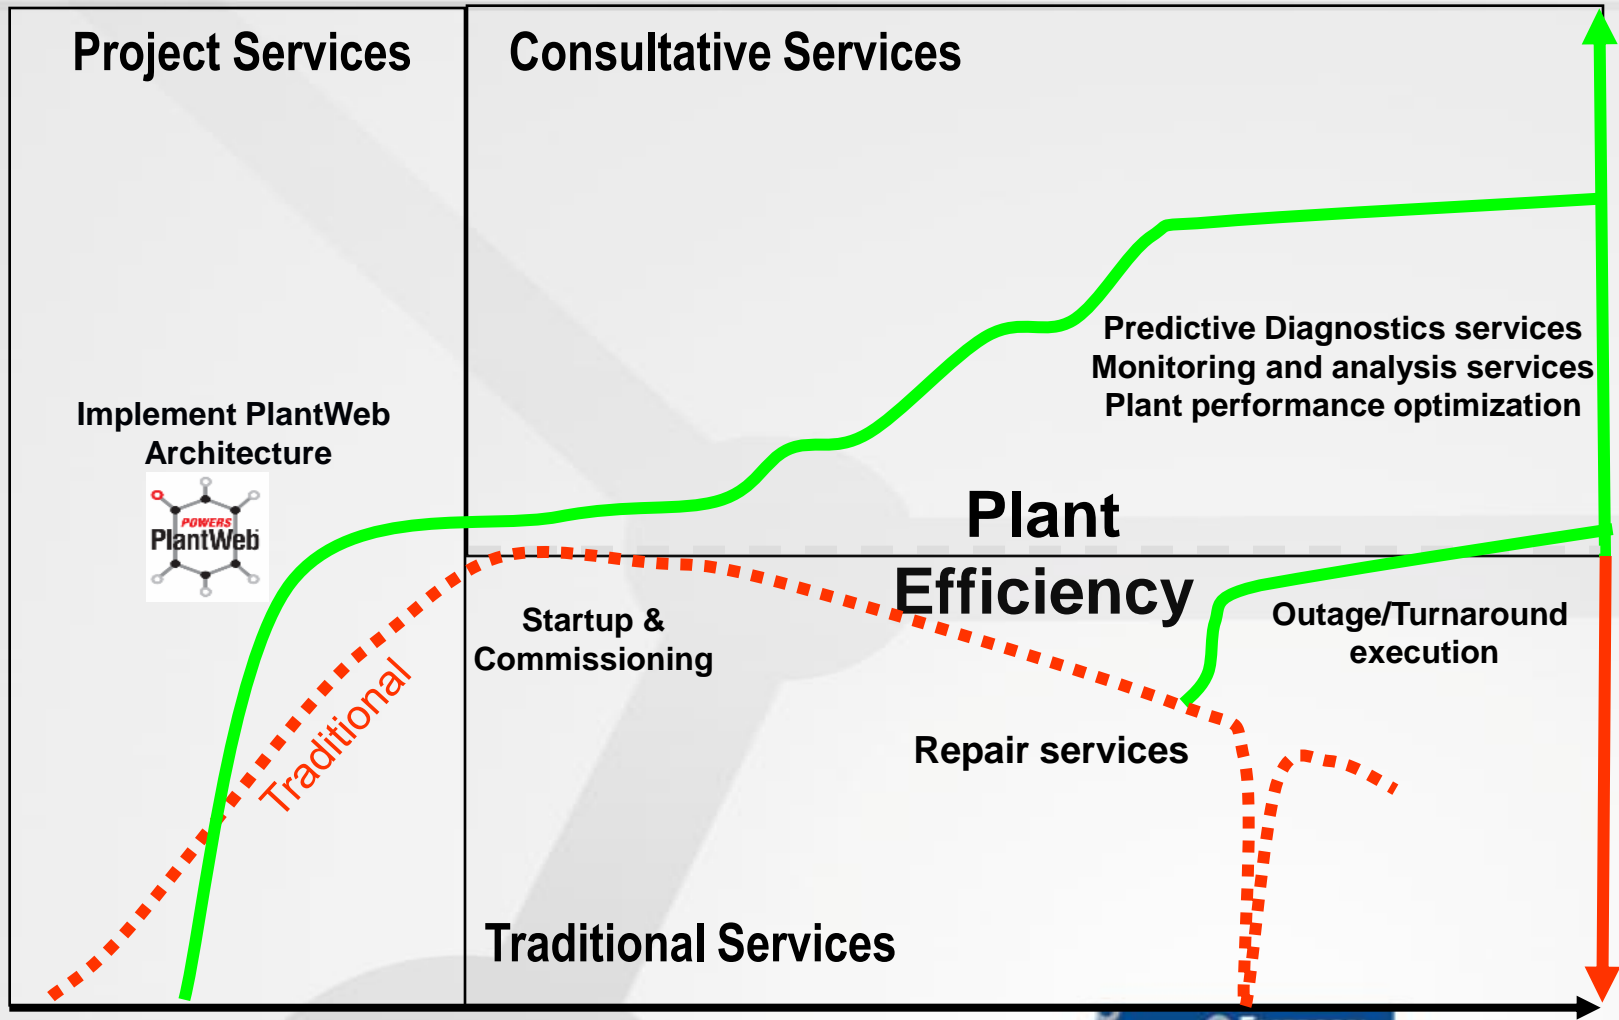 Project Services
Consultative Services
Predictive Diagnostics services
Monitoring and analysis services
Plant performance optimization
Implement PlantWeb
Architecture
POWERS
PlantWeb
Plant
Efficiency
Startup &
Commissioning
Outage/Turnaround
execution
Traditional
Repair services
Traditional Services